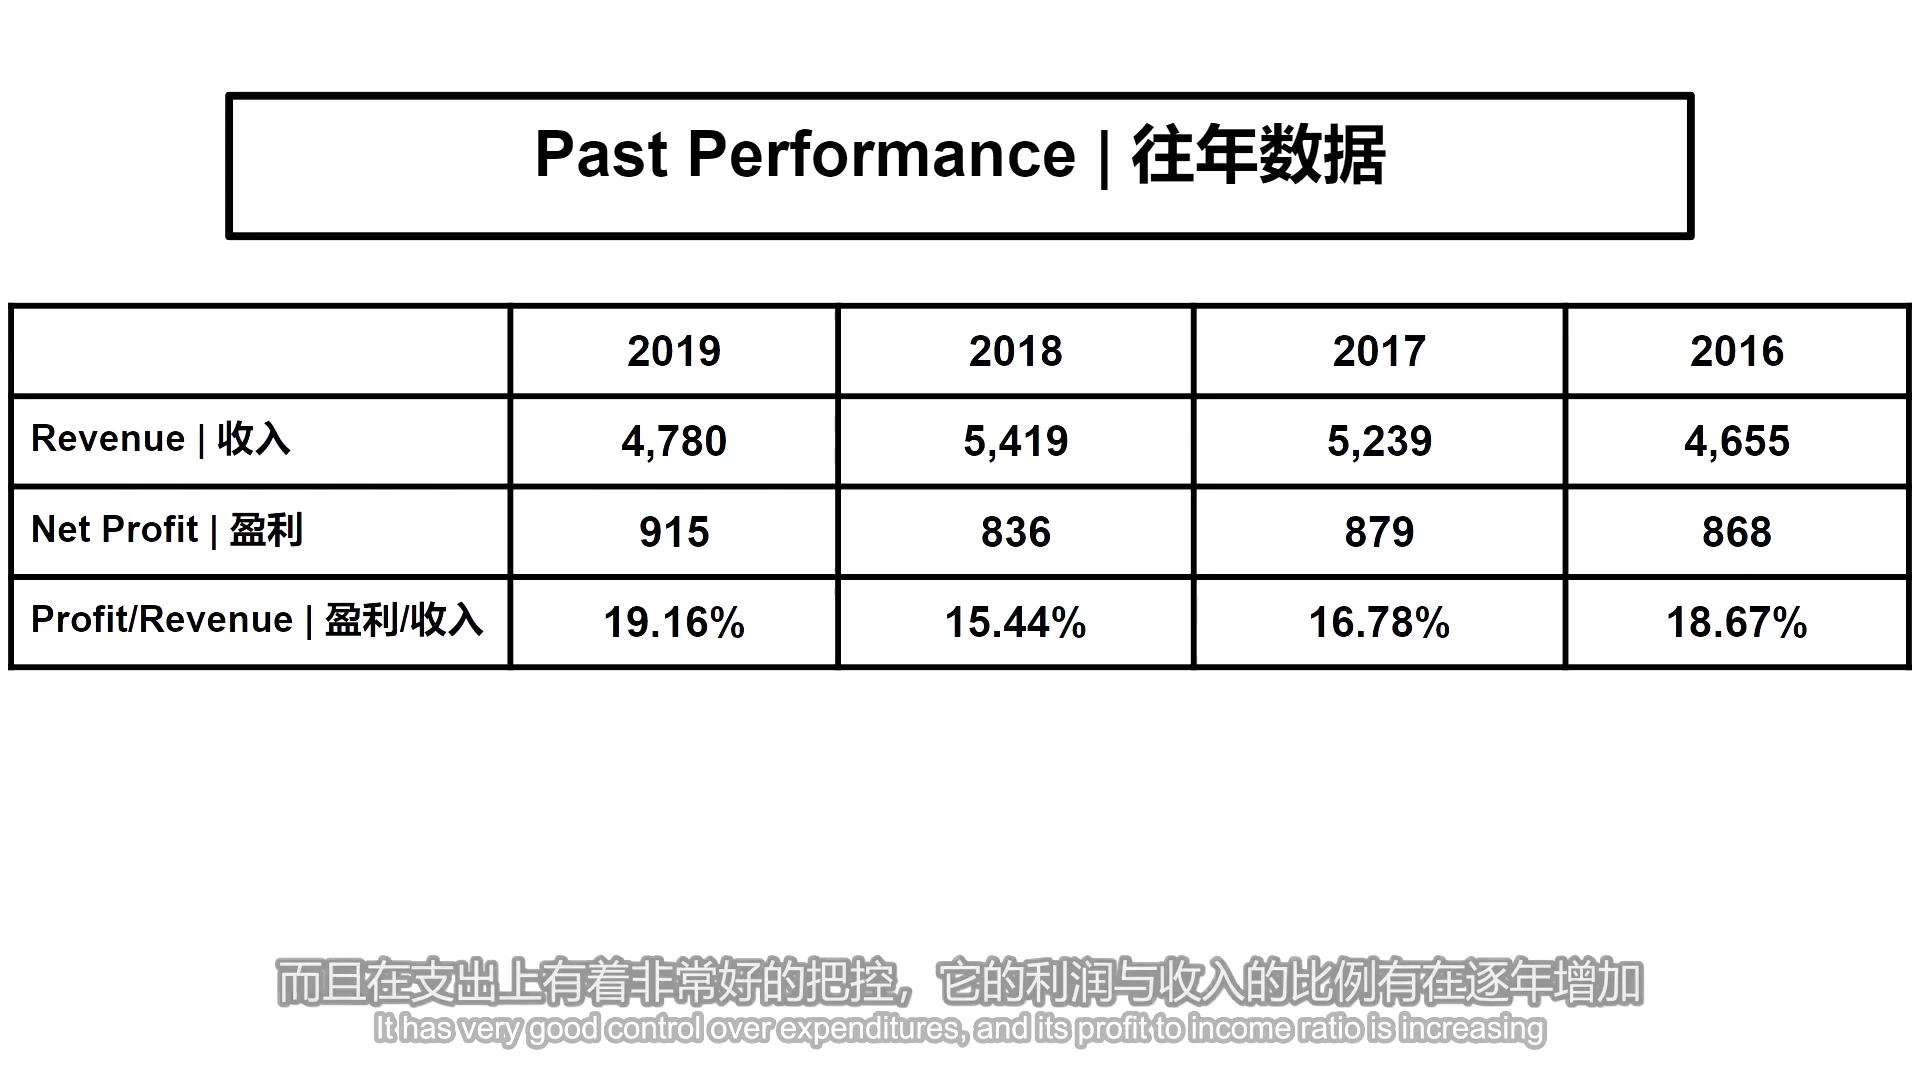 Past Performance | 往年数据
2019 2018 2017 2016
Revenue | 收入 4,780 5,419 5,239 4,655
Net Profit | 盈利 915 836 879 868
Profit/Revenue | 盈利/收入 19.16% 15.44% 16.78% 18.67%
而且在支出上有着非常好的把控，它的利润与收入的比例有在逐年增加
It has very good control over expenditures, and its profit to income ratio is increasing